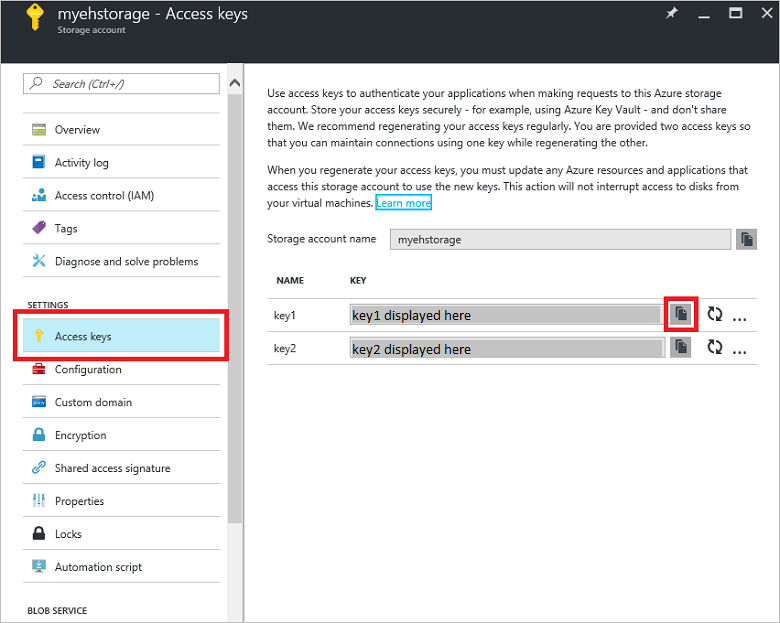 myehstorage - Access keys
Storage account
Search (Ctrl+/)
Overview
Activity log
Access control (IAM)
Tags
Diagnose and solve problems
SETTINGS
Access keys
Configuration
Custom domain
Encryption
Shared access signature
Properties
Locks
Automation script
BLOB SERVICE
Use access keys to authenticate your applications when making requests to this Azure storage
account. Store your access keys securely - for example, using Azure Key Vault - and don't share
them. We recommend regenerating your access keys regularly. You are provided two access keys so
that you can maintain connections using one key while regenerating the other.
When you regenerate your access keys, you must update any Azure resources and applications that
access this storage account to use the new keys. This action will not interrupt access to disks from
your virtual machines. Learn more
Storage account name myehstorage
NAME KEY
key1 key1 displayed here ...
key2 key2 displayed here ...